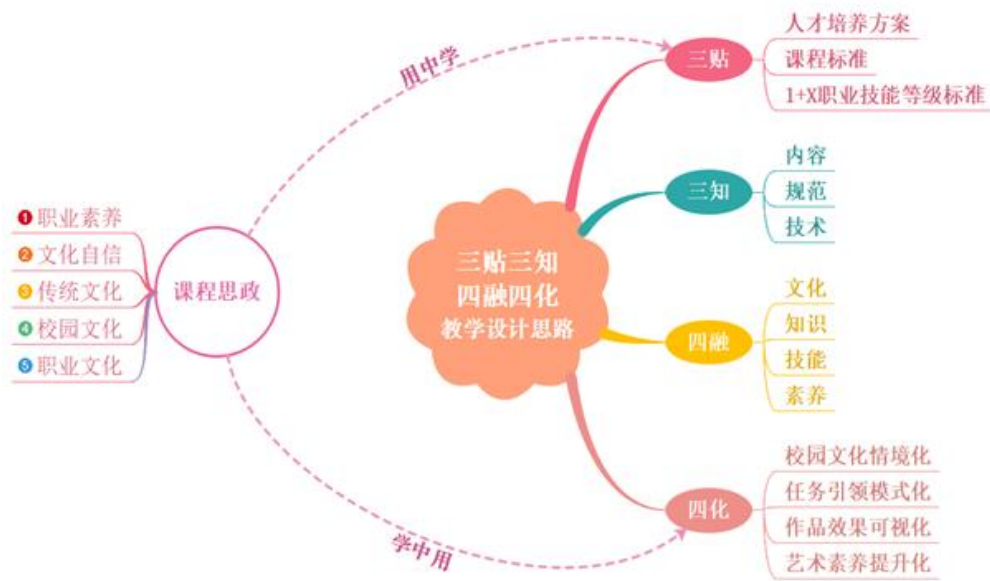 用中学
三贴
人才培养方案
课程标准
1+X职业技能等级标准
三知
内容
规范
技术
1 职业素养
2 文化自信
3 传统文化
4 校园文化
5 职业文化
课程思政
三贴三知
四融四化
教学设计思路
四融
文化
知识
技能
素养
四化
校园文化情境化
任务引领模式化
作品效果可视化
艺术素养提升化
学中用